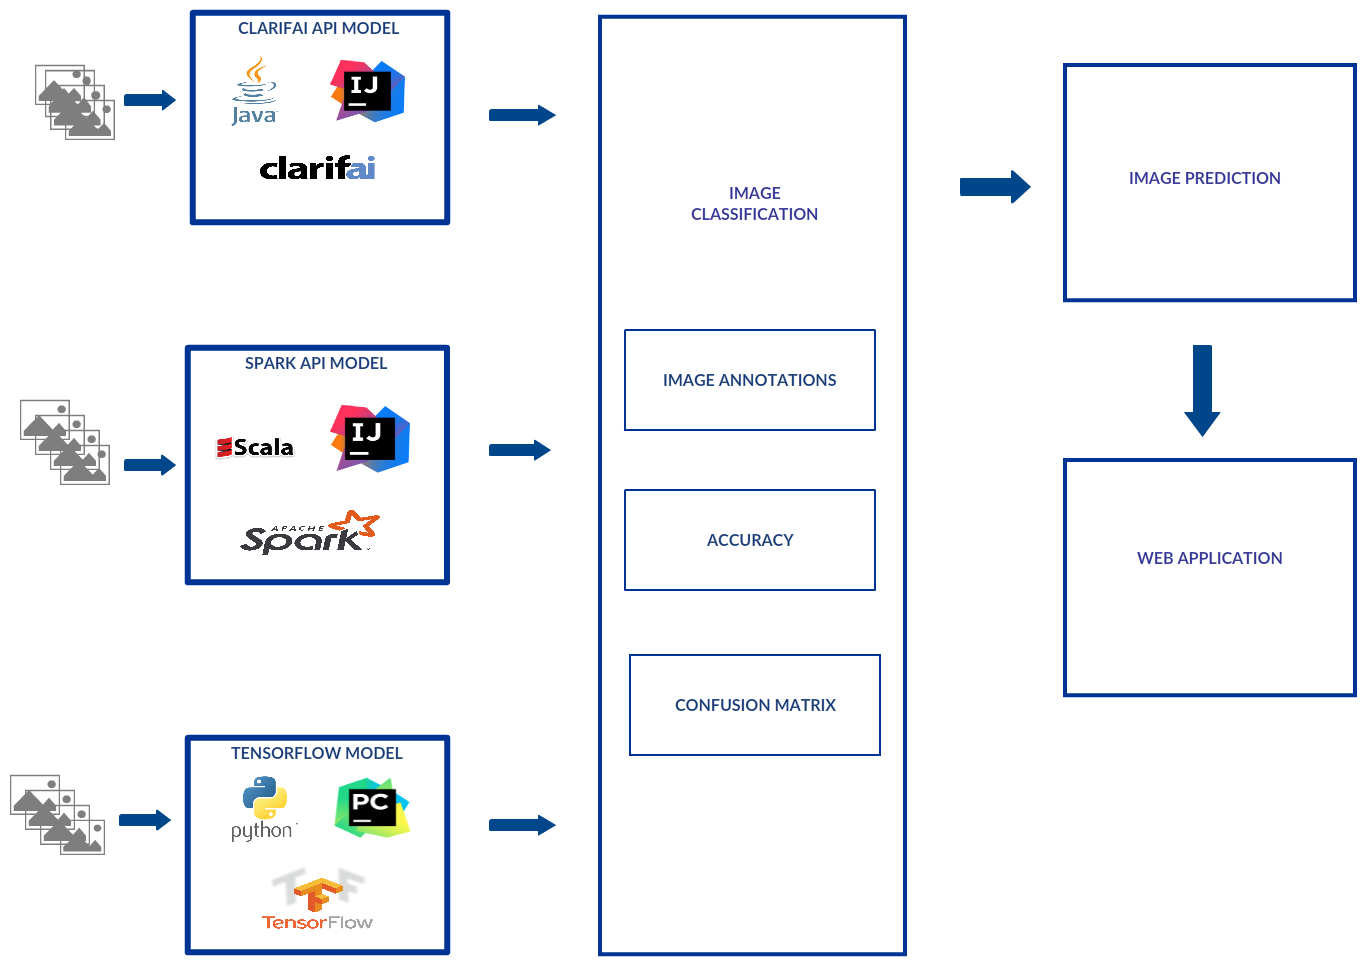 CLARIFAI API MODEL
Java
IJ
clarifai
SPARK API MODEL
Scala
IJ
APACHE
Spark
TENSORFLOW MODEL
python
PC
TF
TensorFlow
IMAGE
CLASSIFICATION
IMAGE ANNOTATIONS
ACCURACY
CONFUSION MATRIX
IMAGE PREDICTION
WEB APPLICATION